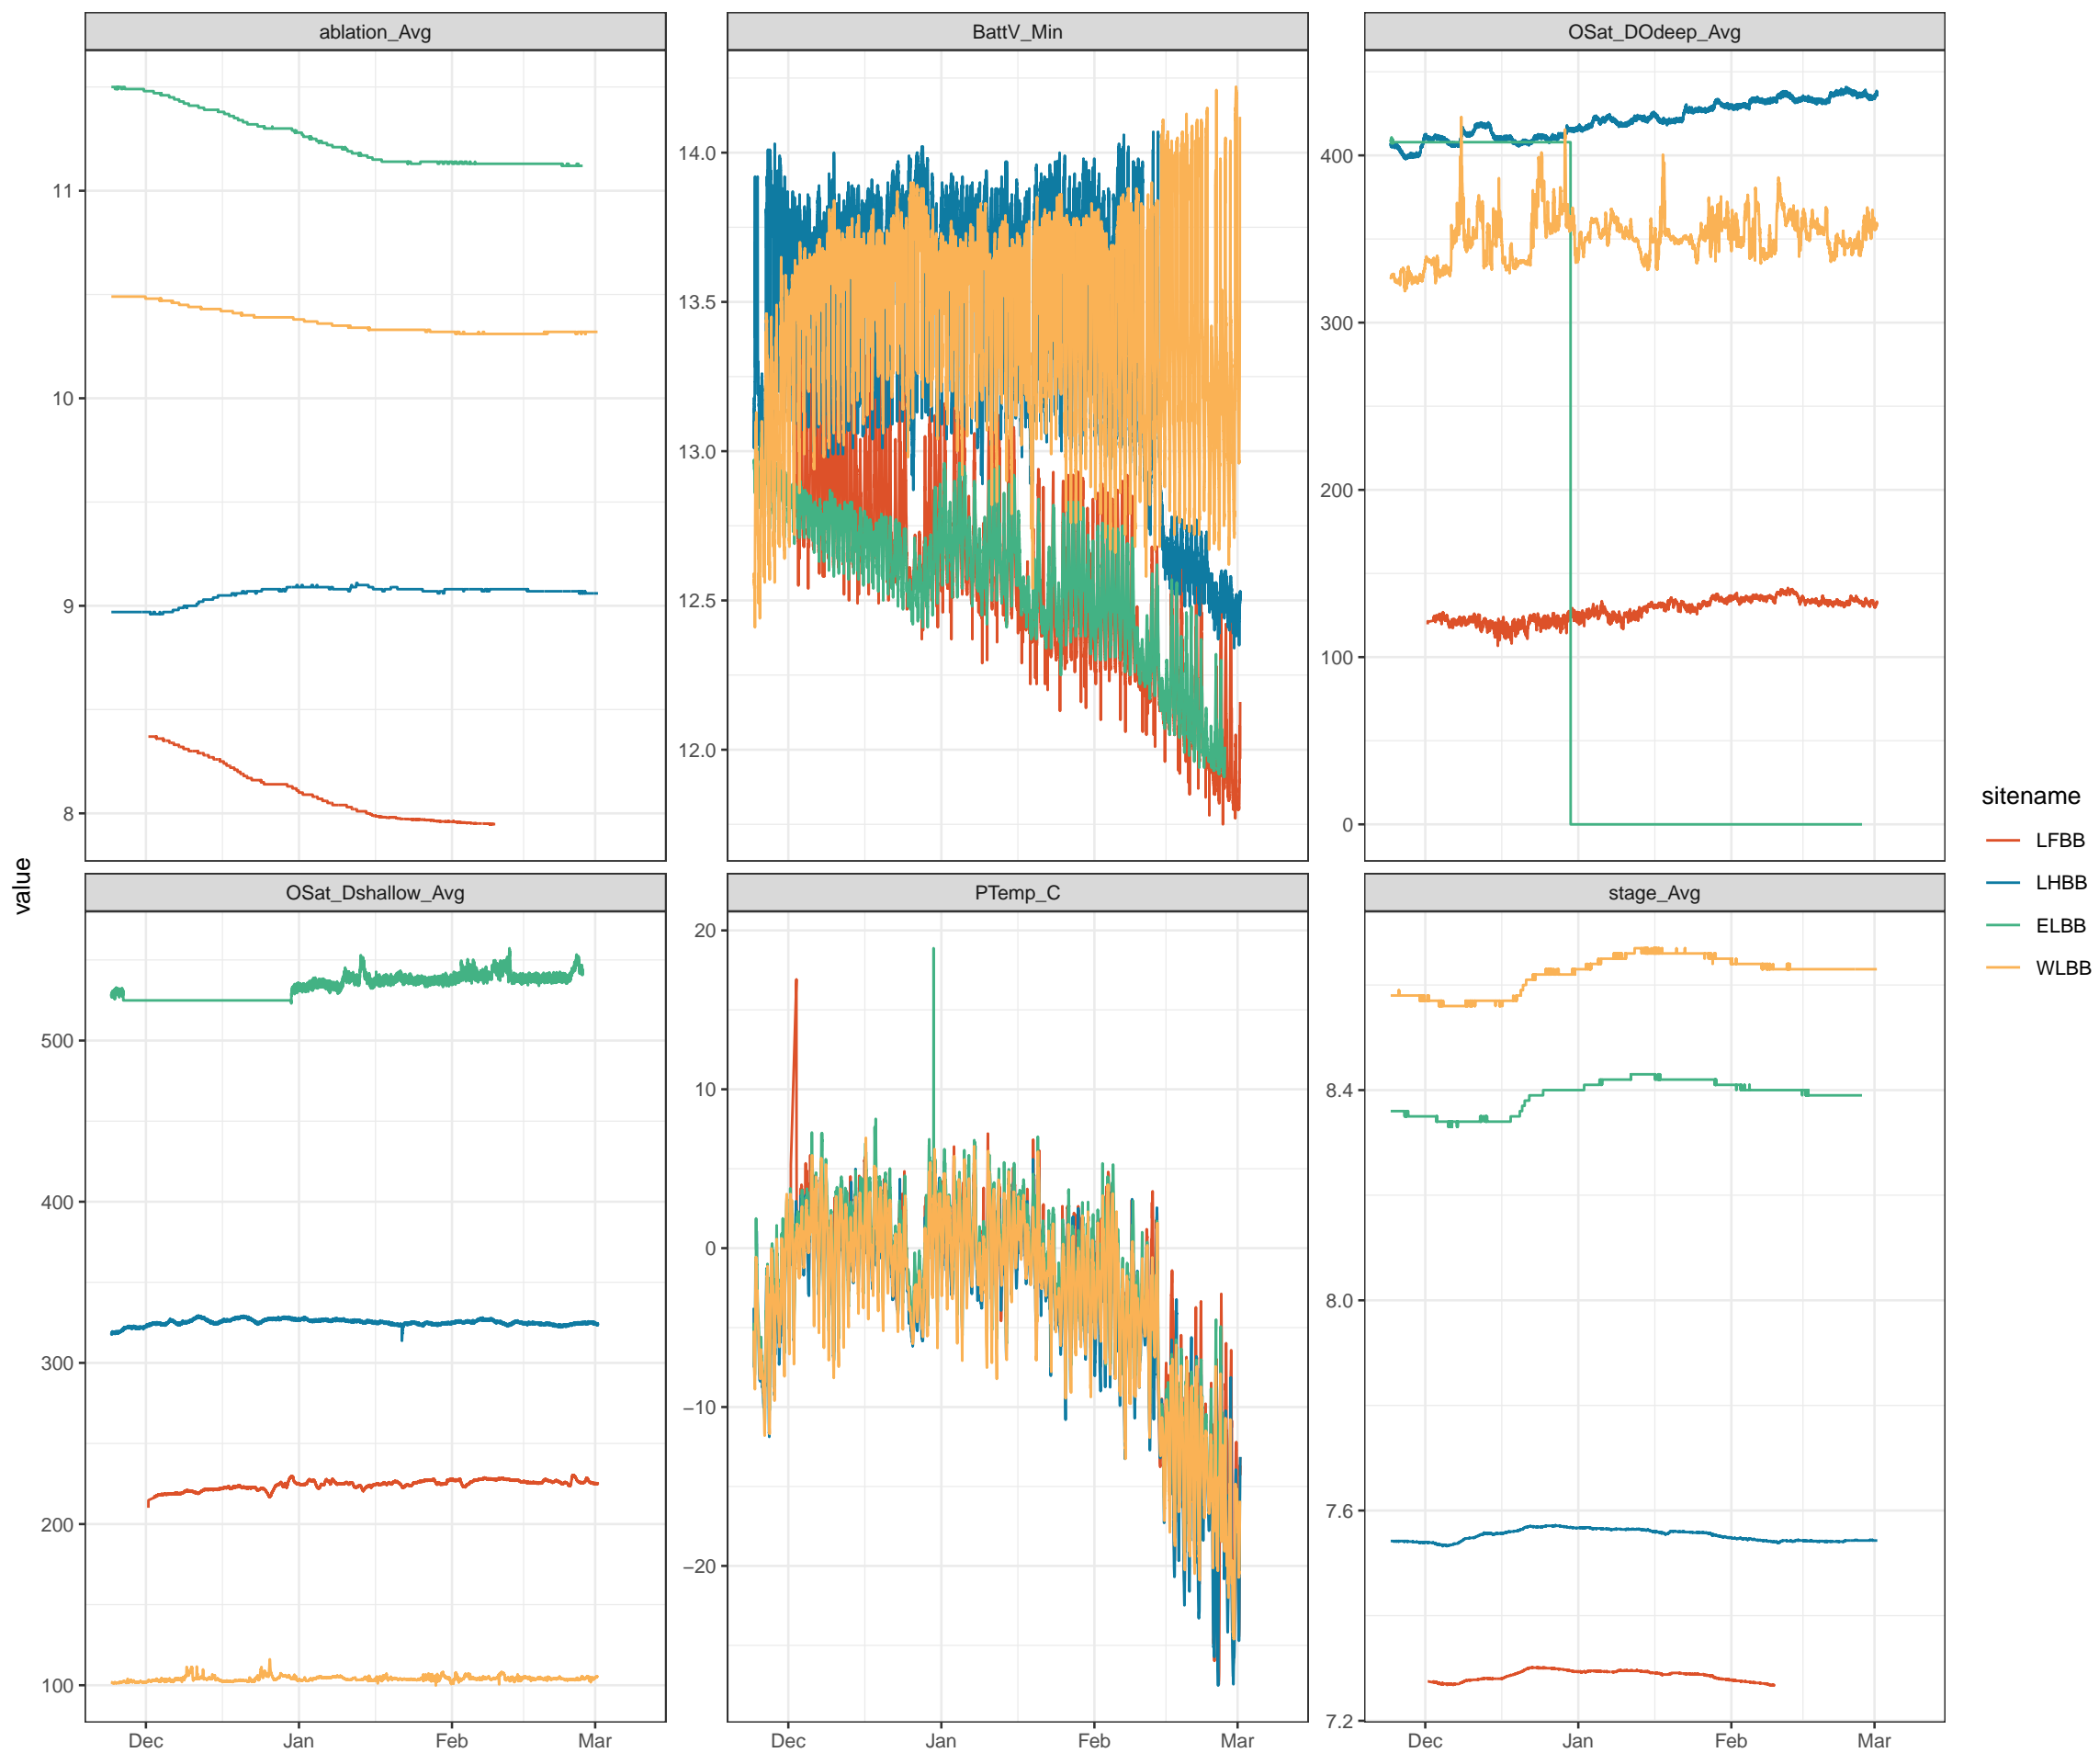 ablation_Avg
BattV_Min
OSat_DOdeep_Avg
11
10
9
8
14.0
13.5
13.0
12.5
12.0
400
300
200
100
0
value
OSat_Dshallow_Avg
PTemp_C
stage_Avg
500
400
300
200
100
20
10
0
−10
−20
8.4
8.0
7.6
7.2
Dec Jan Feb Mar
Dec Jan Feb Mar
Dec Jan Feb Mar
sitename
LFBB
LHBB
ELBB
WLBB